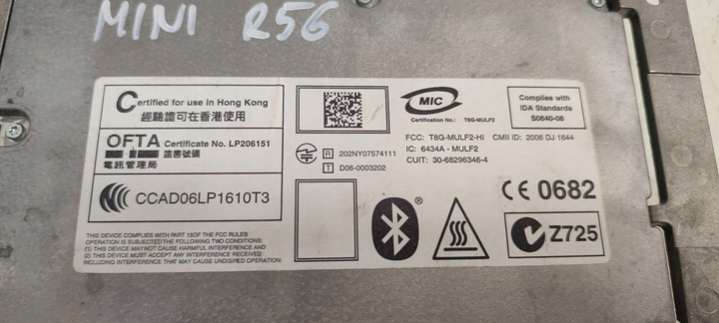 MINI R56
Certified for use in Hong Kong
經驗證可在香港使用
OFTA Certificate No. LP206151
證書號碼
電訊管理局
CCAD06LP1610T3
THIS DEVICE COMPLIES WITH PART 15OF THE FCC RULES
OPERATION IS SUBJECTED THE FOLLOWING TWO CONDITIONS:
(1) THIS DEVICE MAY NOT CAUSE HARMFUL INTERFERENCE AND
(2) THIS DEVICE MUST ACCEPT ANY INTERFERENCE RECEIVED
INCLUDING INTERFERENCE THAT MAY CAUSE UNDESIRED OPERATION.
R 202NY07574111
T D06-0003202
MIC
Certification No.: T8G-MULF2
Complies with
IDA Standards
S0640-06
FCC: T8G-MULF2-HI CMII ID: 2006 DJ 1644
IC: 6434A - MULF2
CUIT: 30-68296346-4
CE 0682
®
Z725